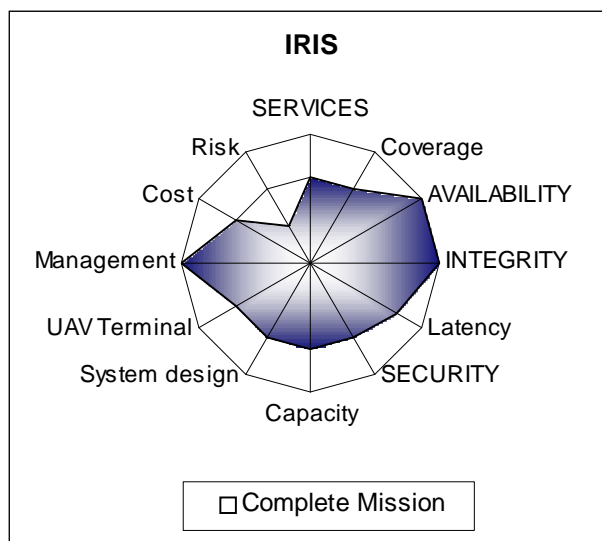 IRIS
SERVICES
Risk
Coverage
Cost
AVAILABILITY
Management
INTEGRITY
UAV Terminal
Latency
System design
SECURITY
Capacity
Complete Mission